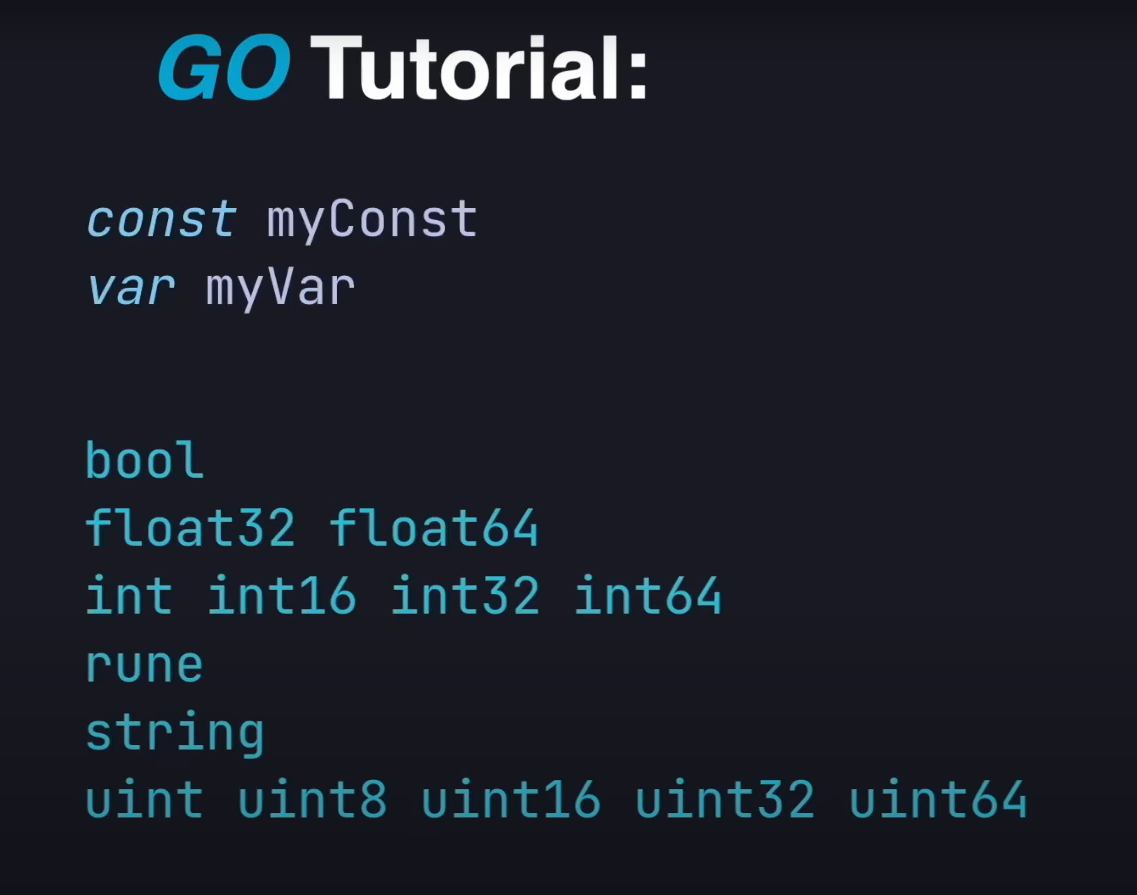 GO Tutorial:
const myConst
var myVar
bool
float32 float64
int int16 int32 int64
rune
string
uint uint8 uint16 uint32 uint64